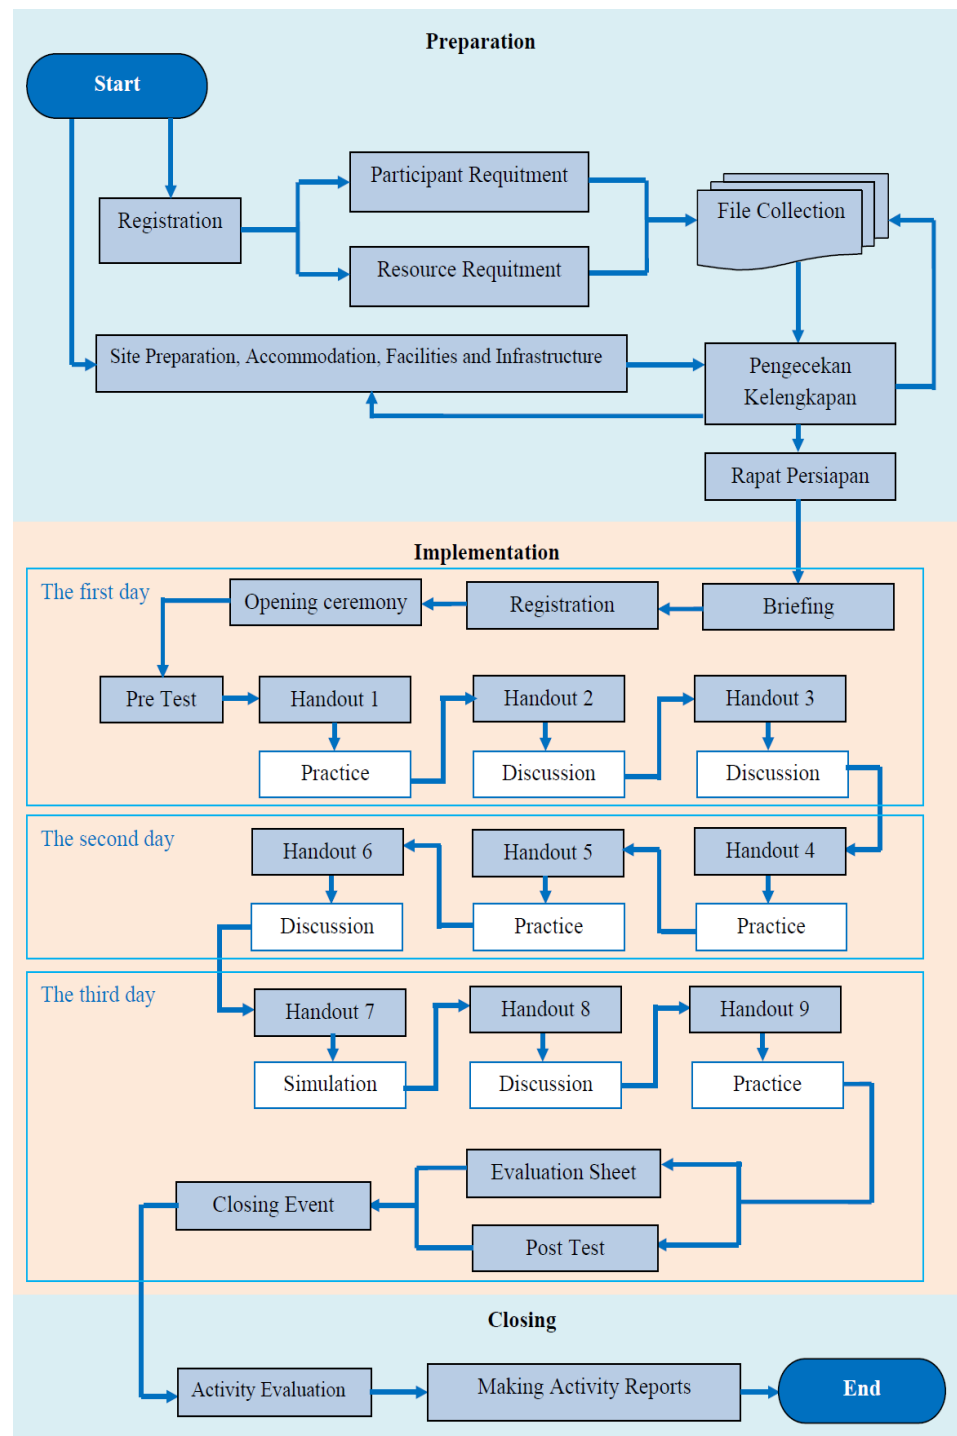 Preparation
Start
Participant Requitment
Registration
File Collection
Resource Requitment
Site Preparation, Accommodation, Facilities and Infrastructure
Pengecekan
Kelengkapan
Rapat Persiapan
Implementation
The first day
Opening ceremony
Registration
Briefing
Pre Test
Handout 1
Handout 2
Handout 3
Practice
Discussion
Discussion
The second day
Handout 6
Handout 5
Handout 4
Discussion
Practice
Practice
The third day
Handout 7
Handout 8
Handout 9
Simulation
Discussion
Practice
Evaluation Sheet
Closing Event
Post Test
Closing
Activity Evaluation
Making Activity Reports
End